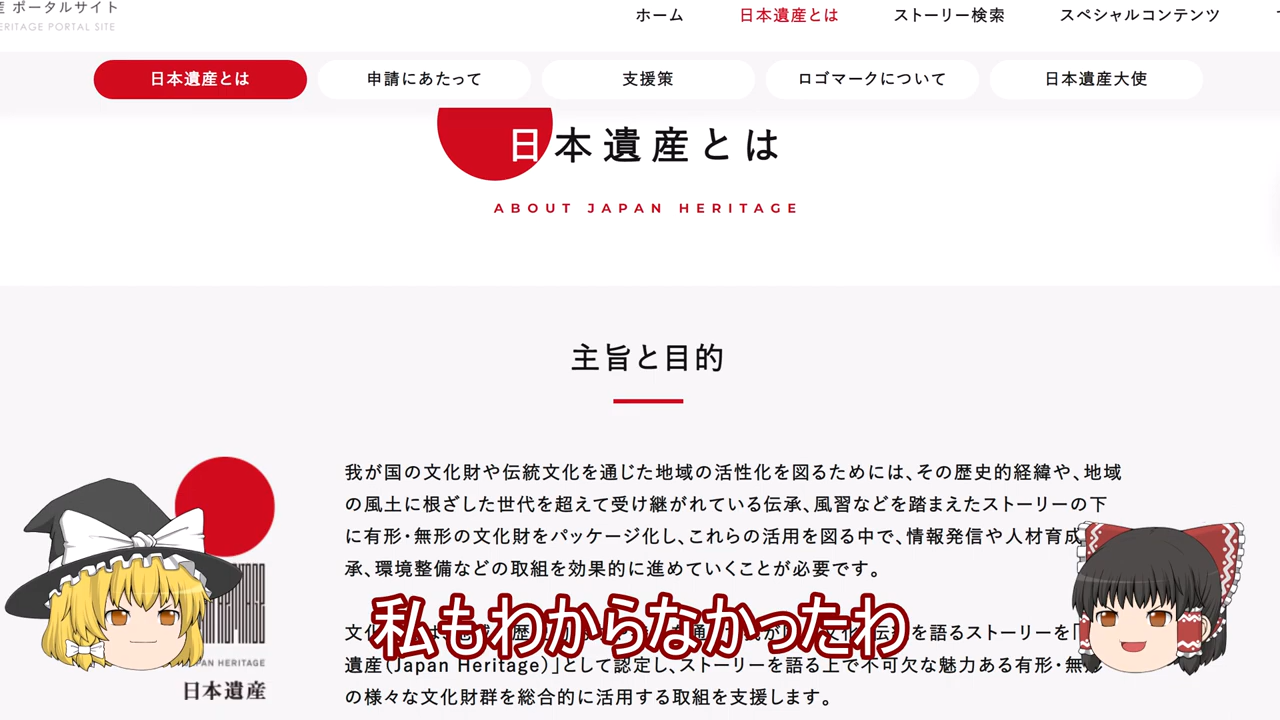 産 ポータルサイト
ERITAGE PORTAL SITE
ホーム 日本遺産とは ストーリー検索 スペシャルコンテンツ
日本遺産とは 申請にあたって 支援策 ロゴマークについて 日本遺産大使
日本遺産とは
ABOUT JAPAN HERITAGE
主旨と目的
我が国の文化財や伝統文化を通じた地域の活性化を図るためには、その歴史的経緯や、地域
の風土に根ざした世代を超えて受け継がれている伝承、風習などを踏まえたストーリーの下
に有形・無形の文化財をパッケージ化し、これらの活用を図る中で、情報発信や人材育成
承、環境整備などの取組を効果的に進めていくことが必要です。
私もわからなかったわ
文化 を語るストーリーを「
遺産(Japan Heritage)」として認定し、ストーリーを語る上で不可欠な魅力ある有形・無
の様々な文化財群を総合的に活用する取組を支援します。
PAN HERITAGE
日本遺産